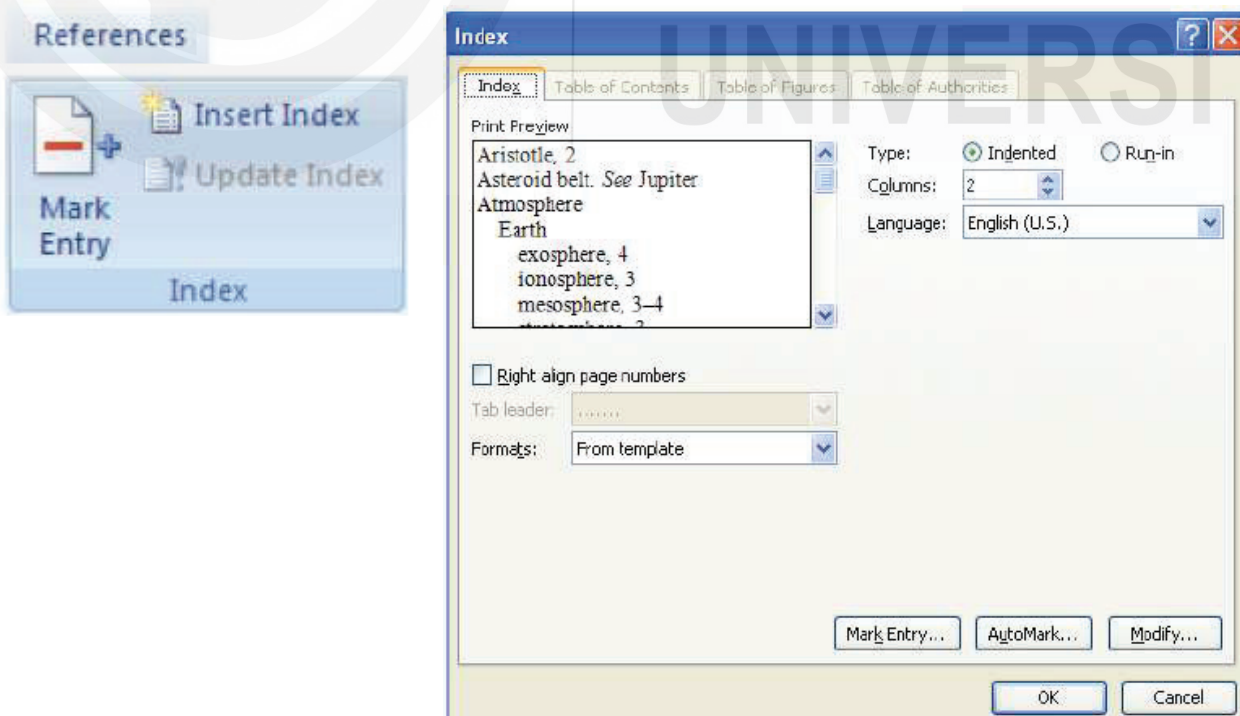 References
Insert Index
Update Index
Mark
Entry
Index
UNIVERSI
Index
Index
Table of Contents
Table of Figures
Table of Authorities
Print Preview
Aristotle, 2
Asteroid belt. See Jupiter
Atmosphere
Earth
exosphere, 4
ionosphere, 3
mesosphere, 3–4
Type: Indented Run-in
Columns: 2
Language: English (U.S.)
Right align page numbers
Tab leader: .......
Formats: From template
Mark Entry... AutoMark... Modify...
OK Cancel